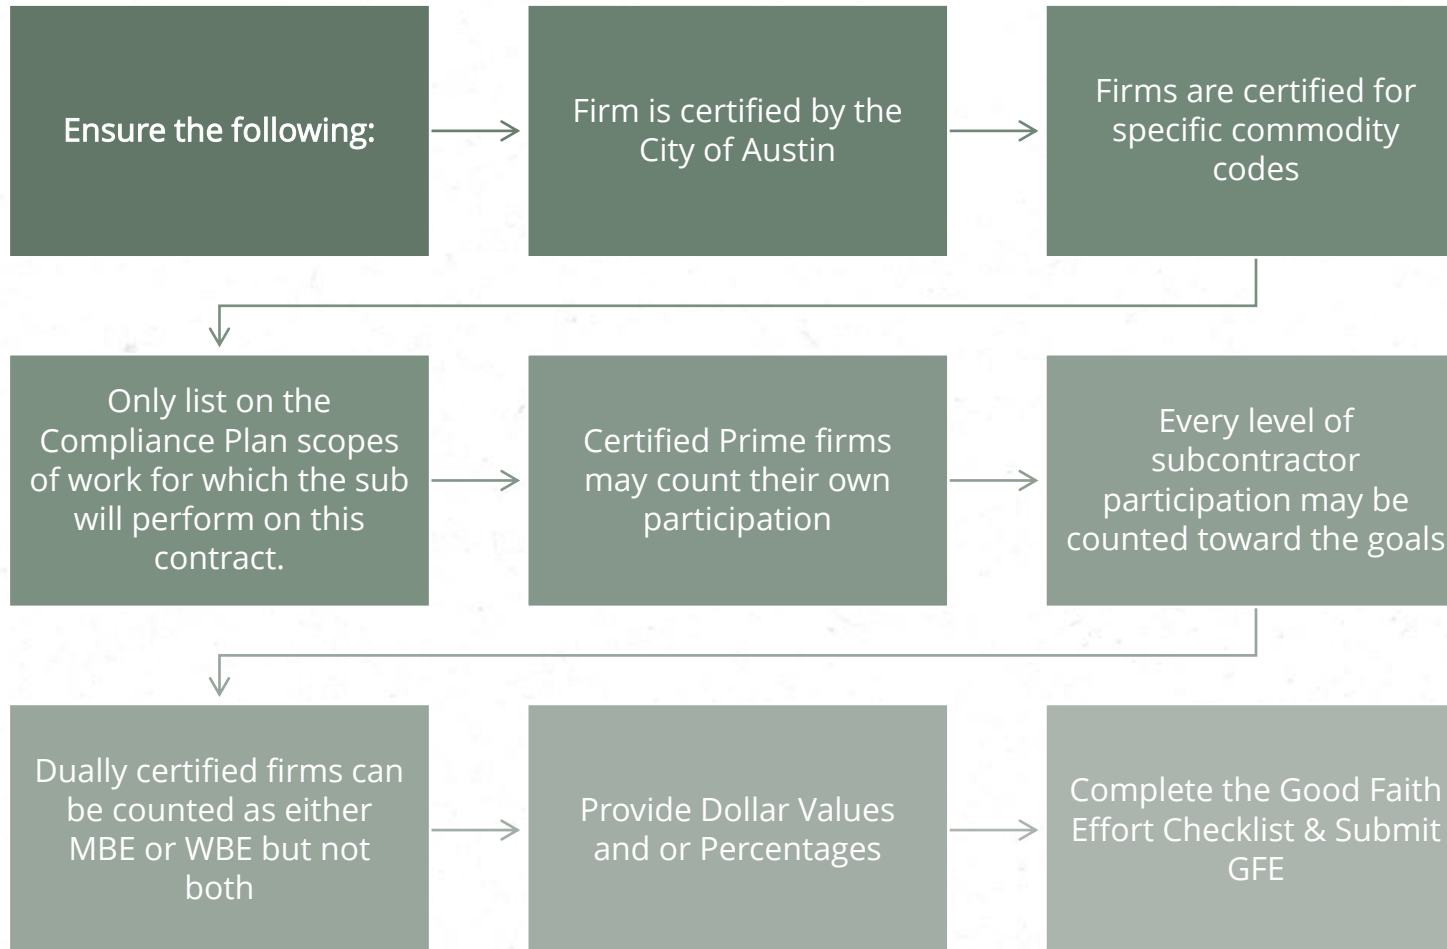 Ensure the following:
Firm is certified by the
City of Austin
Firms are certified for
specific commodity
codes
Only list on the
Compliance Plan scopes
of work for which the sub
will perform on this
contract.
Certified Prime firms
may count their own
participation
Every level of
subcontractor
participation may be
counted toward the goals
Dually certified firms can
be counted as either
MBE or WBE but not
both
Provide Dollar Values
and or Percentages
Complete the Good Faith
Effort Checklist & Submit
GFE